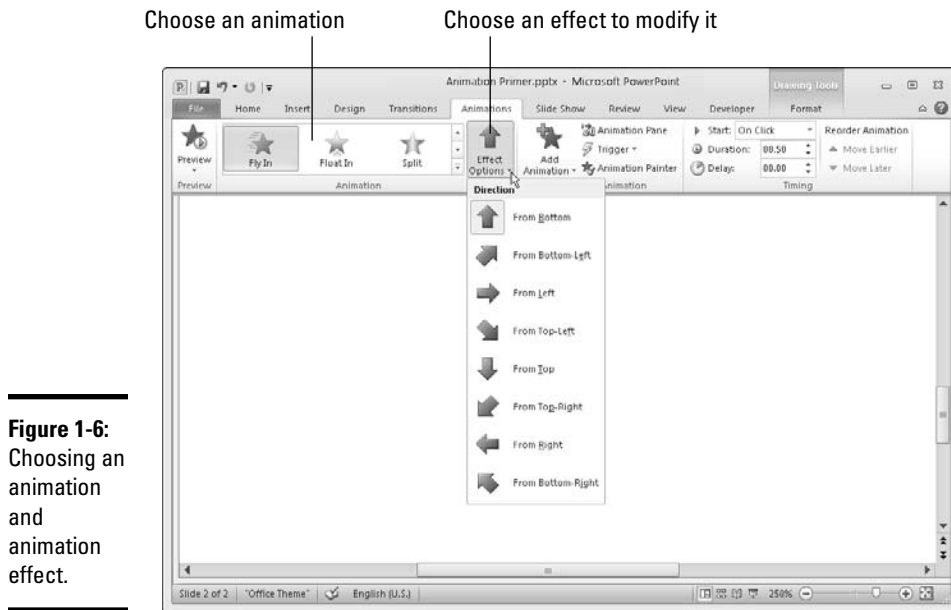 Choose an animation
Choose an effect to modify it
Animation Primer.pptx - Microsoft PowerPoint
Drawing Tools
File Home Insert Design Transitions Animations Slide Show Review View Developer Format
Preview
Fly In
Float In
Split
Effect Options
Add Animation
Animation Pane
Trigger
Animation Painter
Start: On Click
Duration: 00.50
Delay: 00.00
Reorder Animation
Move Earlier
Move Later
Preview
Animation
Animation
Timing
Direction
From Bottom
From Bottom-Left
From Left
From Top-Left
From Top
From Top-Right
From Right
From Bottom-Right
Figure 1-6:
Choosing an
animation
and
animation
effect.
Slide 2 of 2 "Office Theme" English (U.S.) 250%